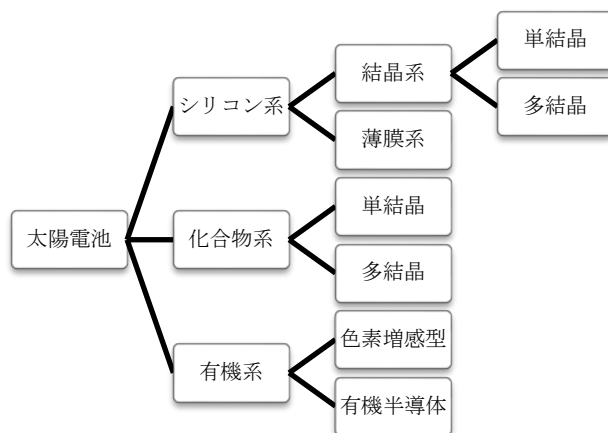 太陽電池
シリコン系
結晶系
単結晶
多結晶
薄膜系
化合物系
単結晶
多結晶
有機系
色素増感型
有機半導体